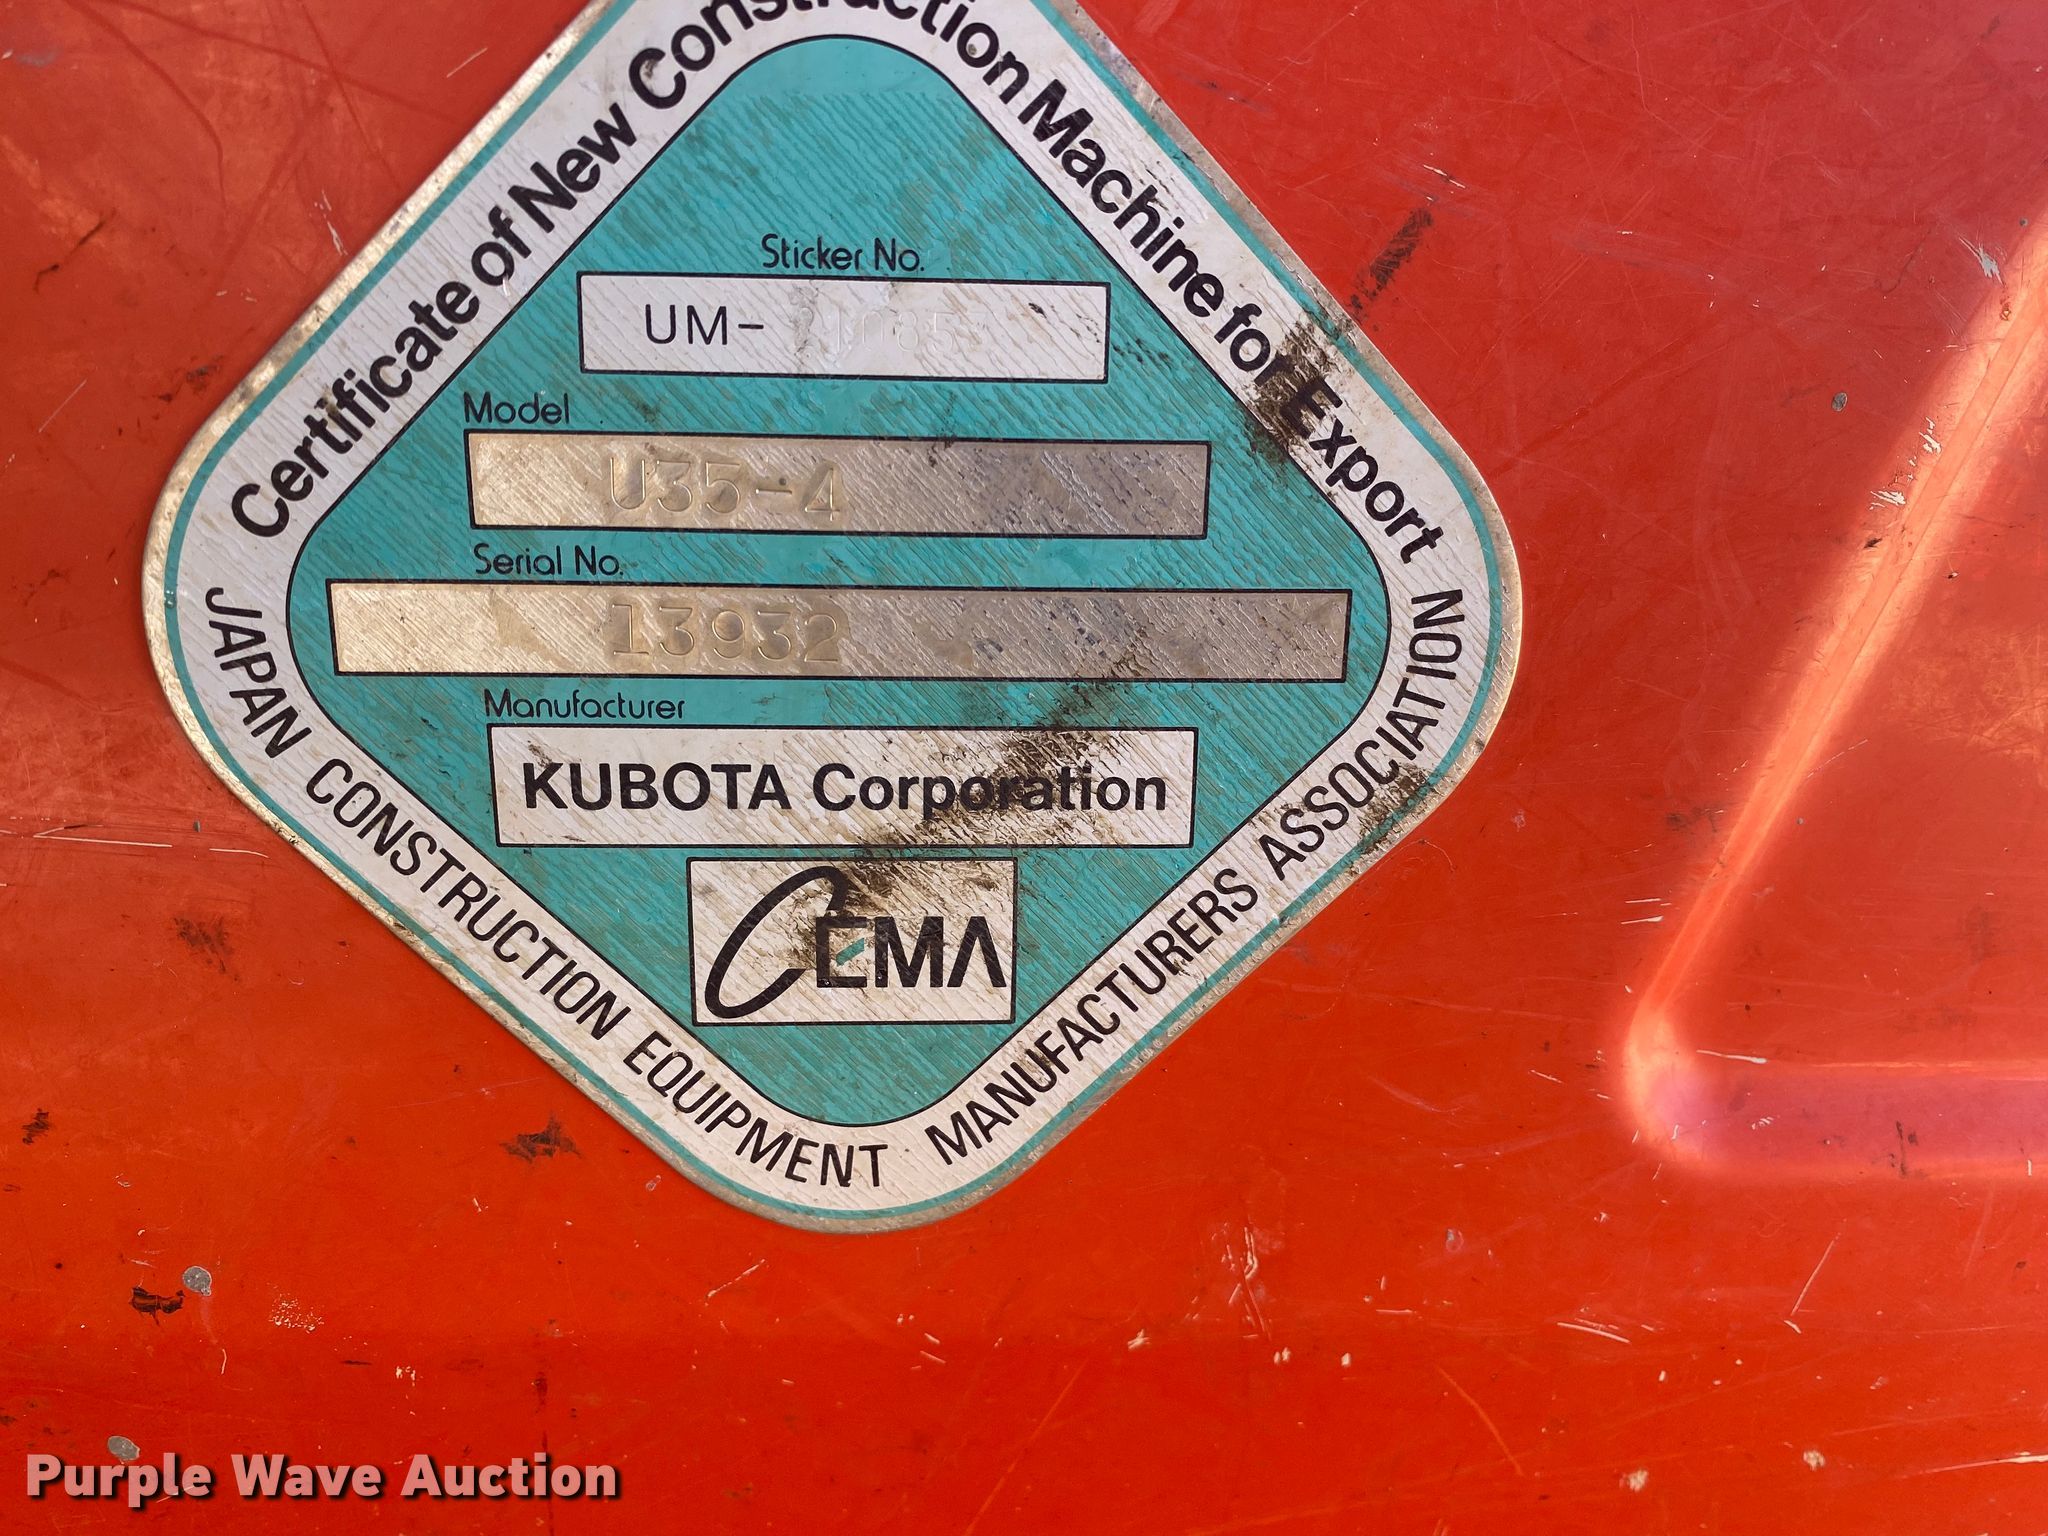 Certificate of New Construction Machine for Export
Sticker No.
UM-
Model
U35-4
Serial No.
13932
Manufacturer
KUBOTA Corporation
CEMA
JAPAN CONSTRUCTION EQUIPMENT MANUFACTURERS ASSOCIATION
Purple Wave Auction